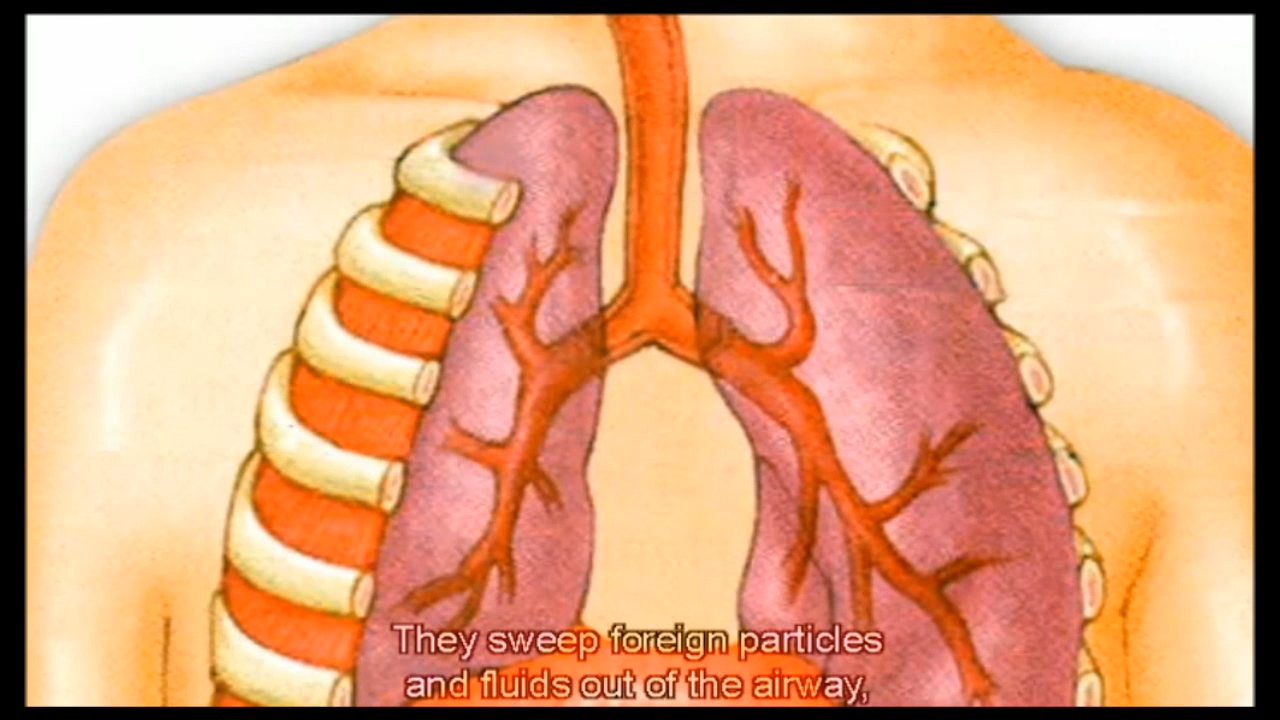 They sweep foreign particles
and fluids out of the airway,